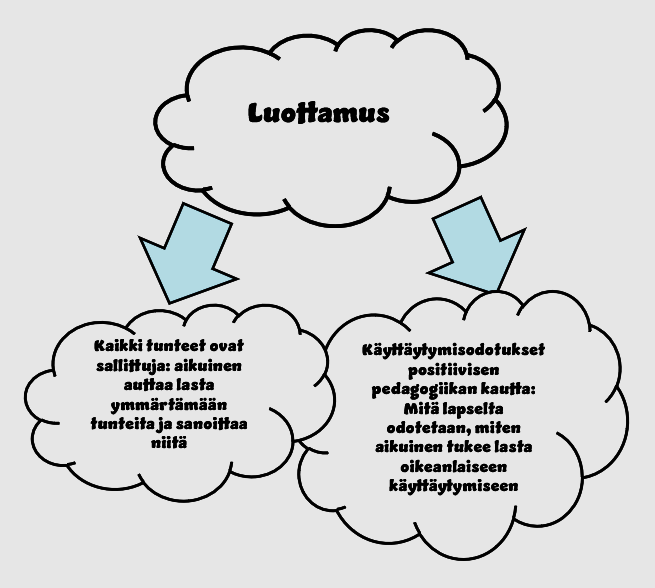 Luottamus
Kaikki tunteet ovat
sallittuja: aikuinen
auttaa lasta
ymmärtämään
tunteita ja sanoittaa
niitä
Käyttäytymisodotukset
positiivisen
pedagogiikan kautta:
Mitä lapselta
odotetaan, miten
aikuinen tukee lasta
oikeanlaiseen
käyttäytymiseen